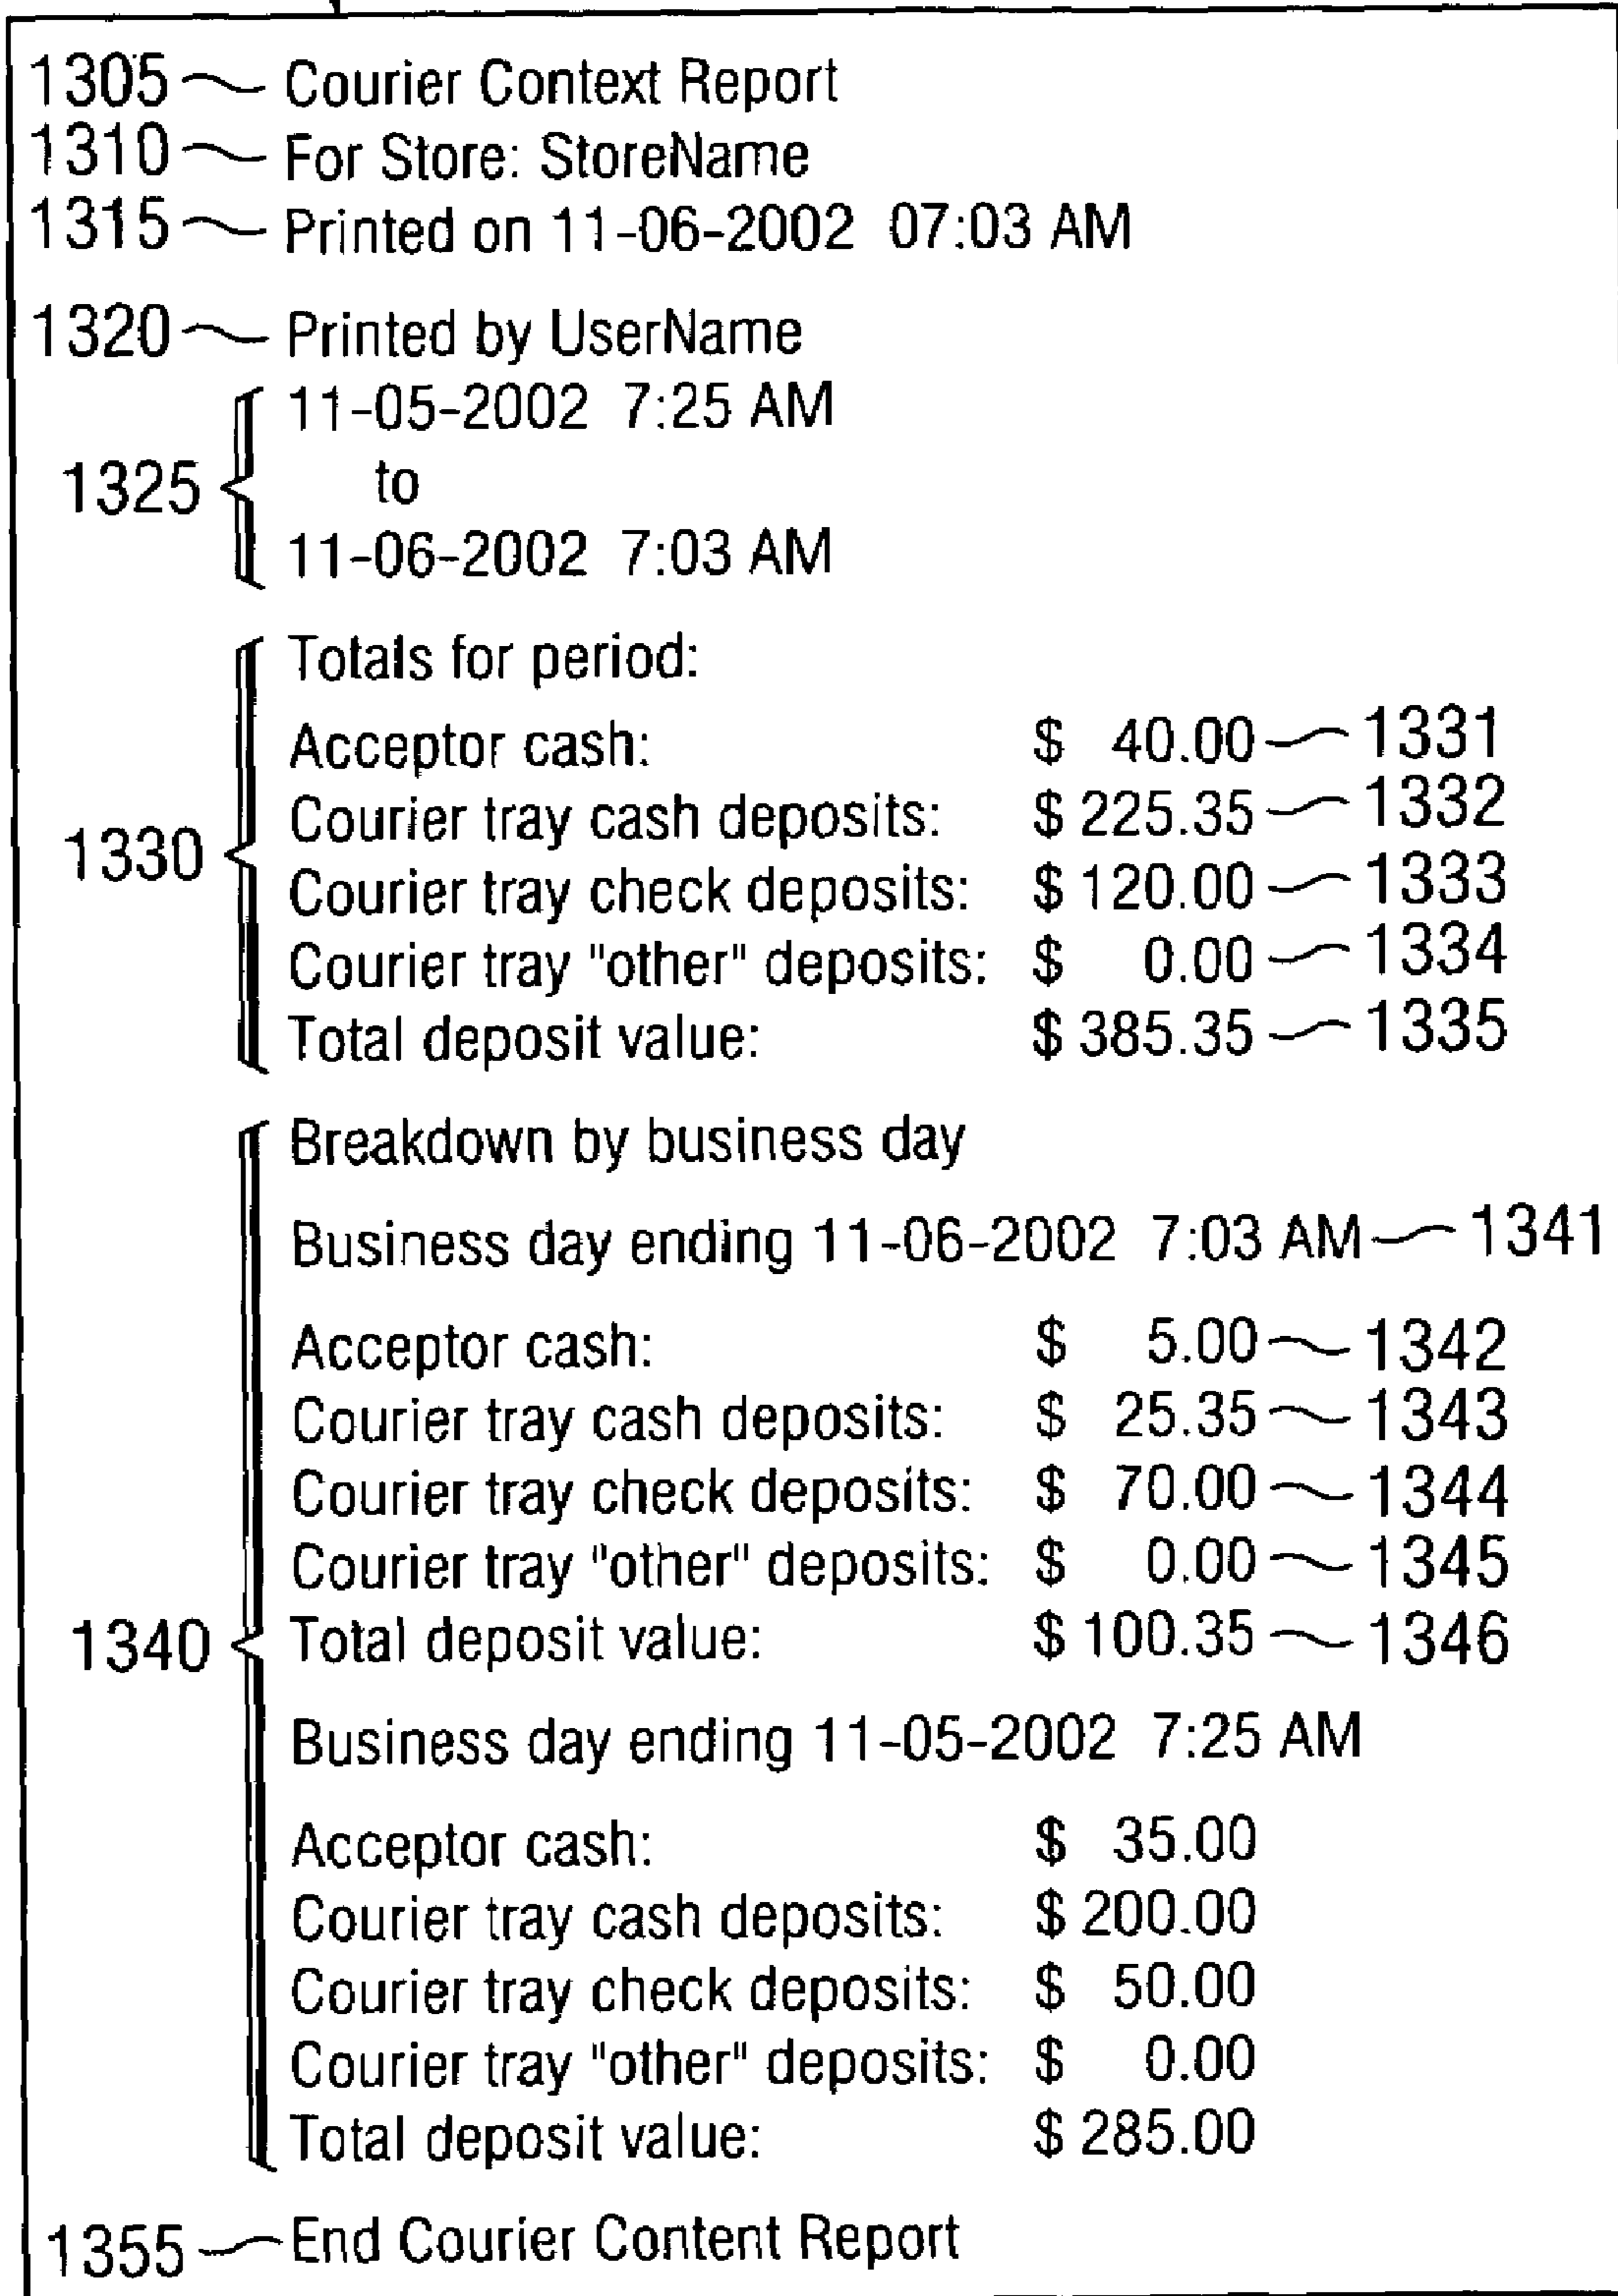 1305 Courier Context Report
1310 For Store: StoreName
1315 Printed on 11-06-2002 07:03 AM
1320 Printed by UserName
11-05-2002 7:25 AM
1325 to
11-06-2002 7:03 AM
Totals for period:
Acceptor cash: $ 40.00 1331
Courier tray cash deposits: $ 225.35 1332
1330
Courier tray check deposits: $ 120.00 1333
Courier tray "other" deposits: $ 0.00 1334
Total deposit value: $ 385.35 1335
Breakdown by business day
Business day ending 11-06-2002 7:03 AM 1341
Acceptor cash: $ 5.00 1342
Courier tray cash deposits: $ 25.35 1343
Courier tray check deposits: $ 70.00 1344
Courier tray "other" deposits: $ 0.00 1345
1340 Total deposit value: $ 100.35 1346
Business day ending 11-05-2002 7:25 AM
Acceptor cash: $ 35.00
Courier tray cash deposits: $ 200.00
Courier tray check deposits: $ 50.00
Courier tray "other" deposits: $ 0.00
Total deposit value: $ 285.00
1355 End Courier Content Report